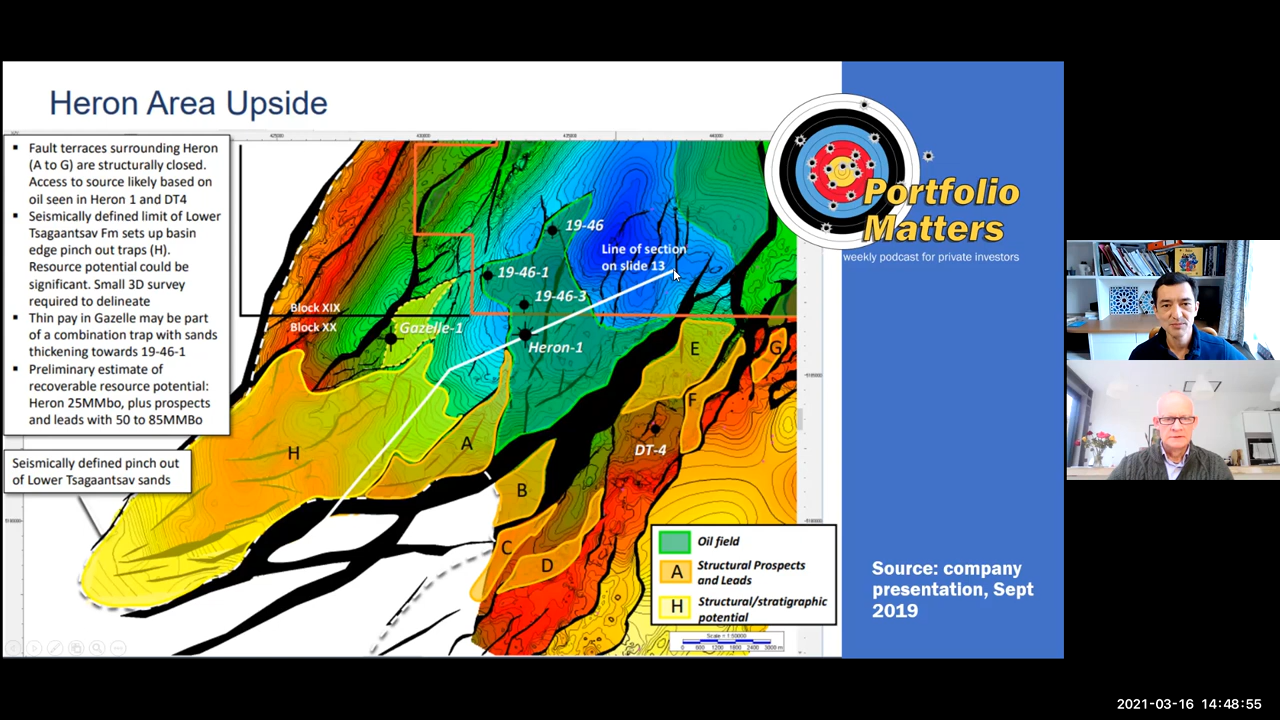 Heron Area Upside
▪ Fault terraces surrounding Heron
(A to G) are structurally closed.
Access to source likely based on
oil seen in Heron 1 and DT4
▪ Seismically defined limit of Lower
Tsagaantsav Fm sets up basin
edge pinch out traps (H).
Resource potential could be
significant. Small 3D survey
required to delineate
▪ Thin pay in Gazelle may be part
of a combination trap with sands
thickening towards 19-46-1
▪ Preliminary estimate of
recoverable resource potential:
Heron 25MMbo, plus prospects
and leads with 50 to 85MMBO
Seismically defined pinch out
of Lower Tsagaantsav sands
425000
430000
435000
440000
19-46
Line of section
on slide 13
19-46-1
19-46-3
Block XIX
Block XX
Gazelle-1
Heron-1
E
G
F
A
DT-4
H
B
C
D
Oil field
A
Structural Prospects
and Leads
H
Structural/stratigraphic
potential
Scale = 1:60000
0 600 1200 1800 2400 3000 m
Portfolio
Matters
weekly podcast for private investors
Source: company
presentation, Sept
2019
2021-03-16 14:48:55